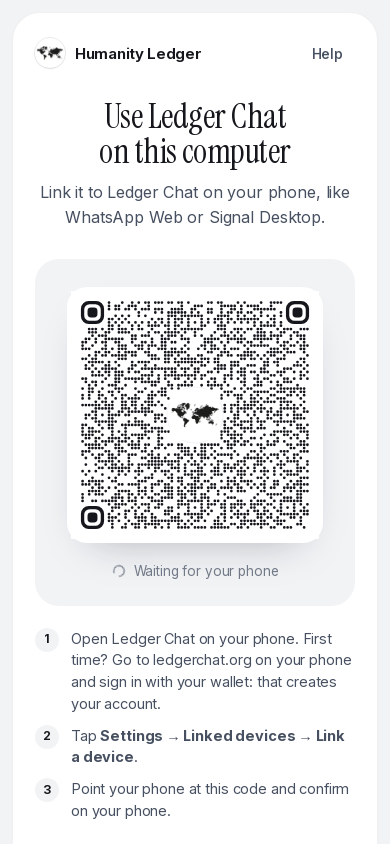 Humanity Ledger
Help
Use Ledger Chat
on this computer
Link it to Ledger Chat on your phone, like
WhatsApp Web or Signal Desktop.
Waiting for your phone
1
Open Ledger Chat on your phone. First
time? Go to ledgerchat.org on your phone
and sign in with your wallet: that creates
your account.
2
Tap Settings → Linked devices → Link
a device.
3
Point your phone at this code and confirm
on your phone.